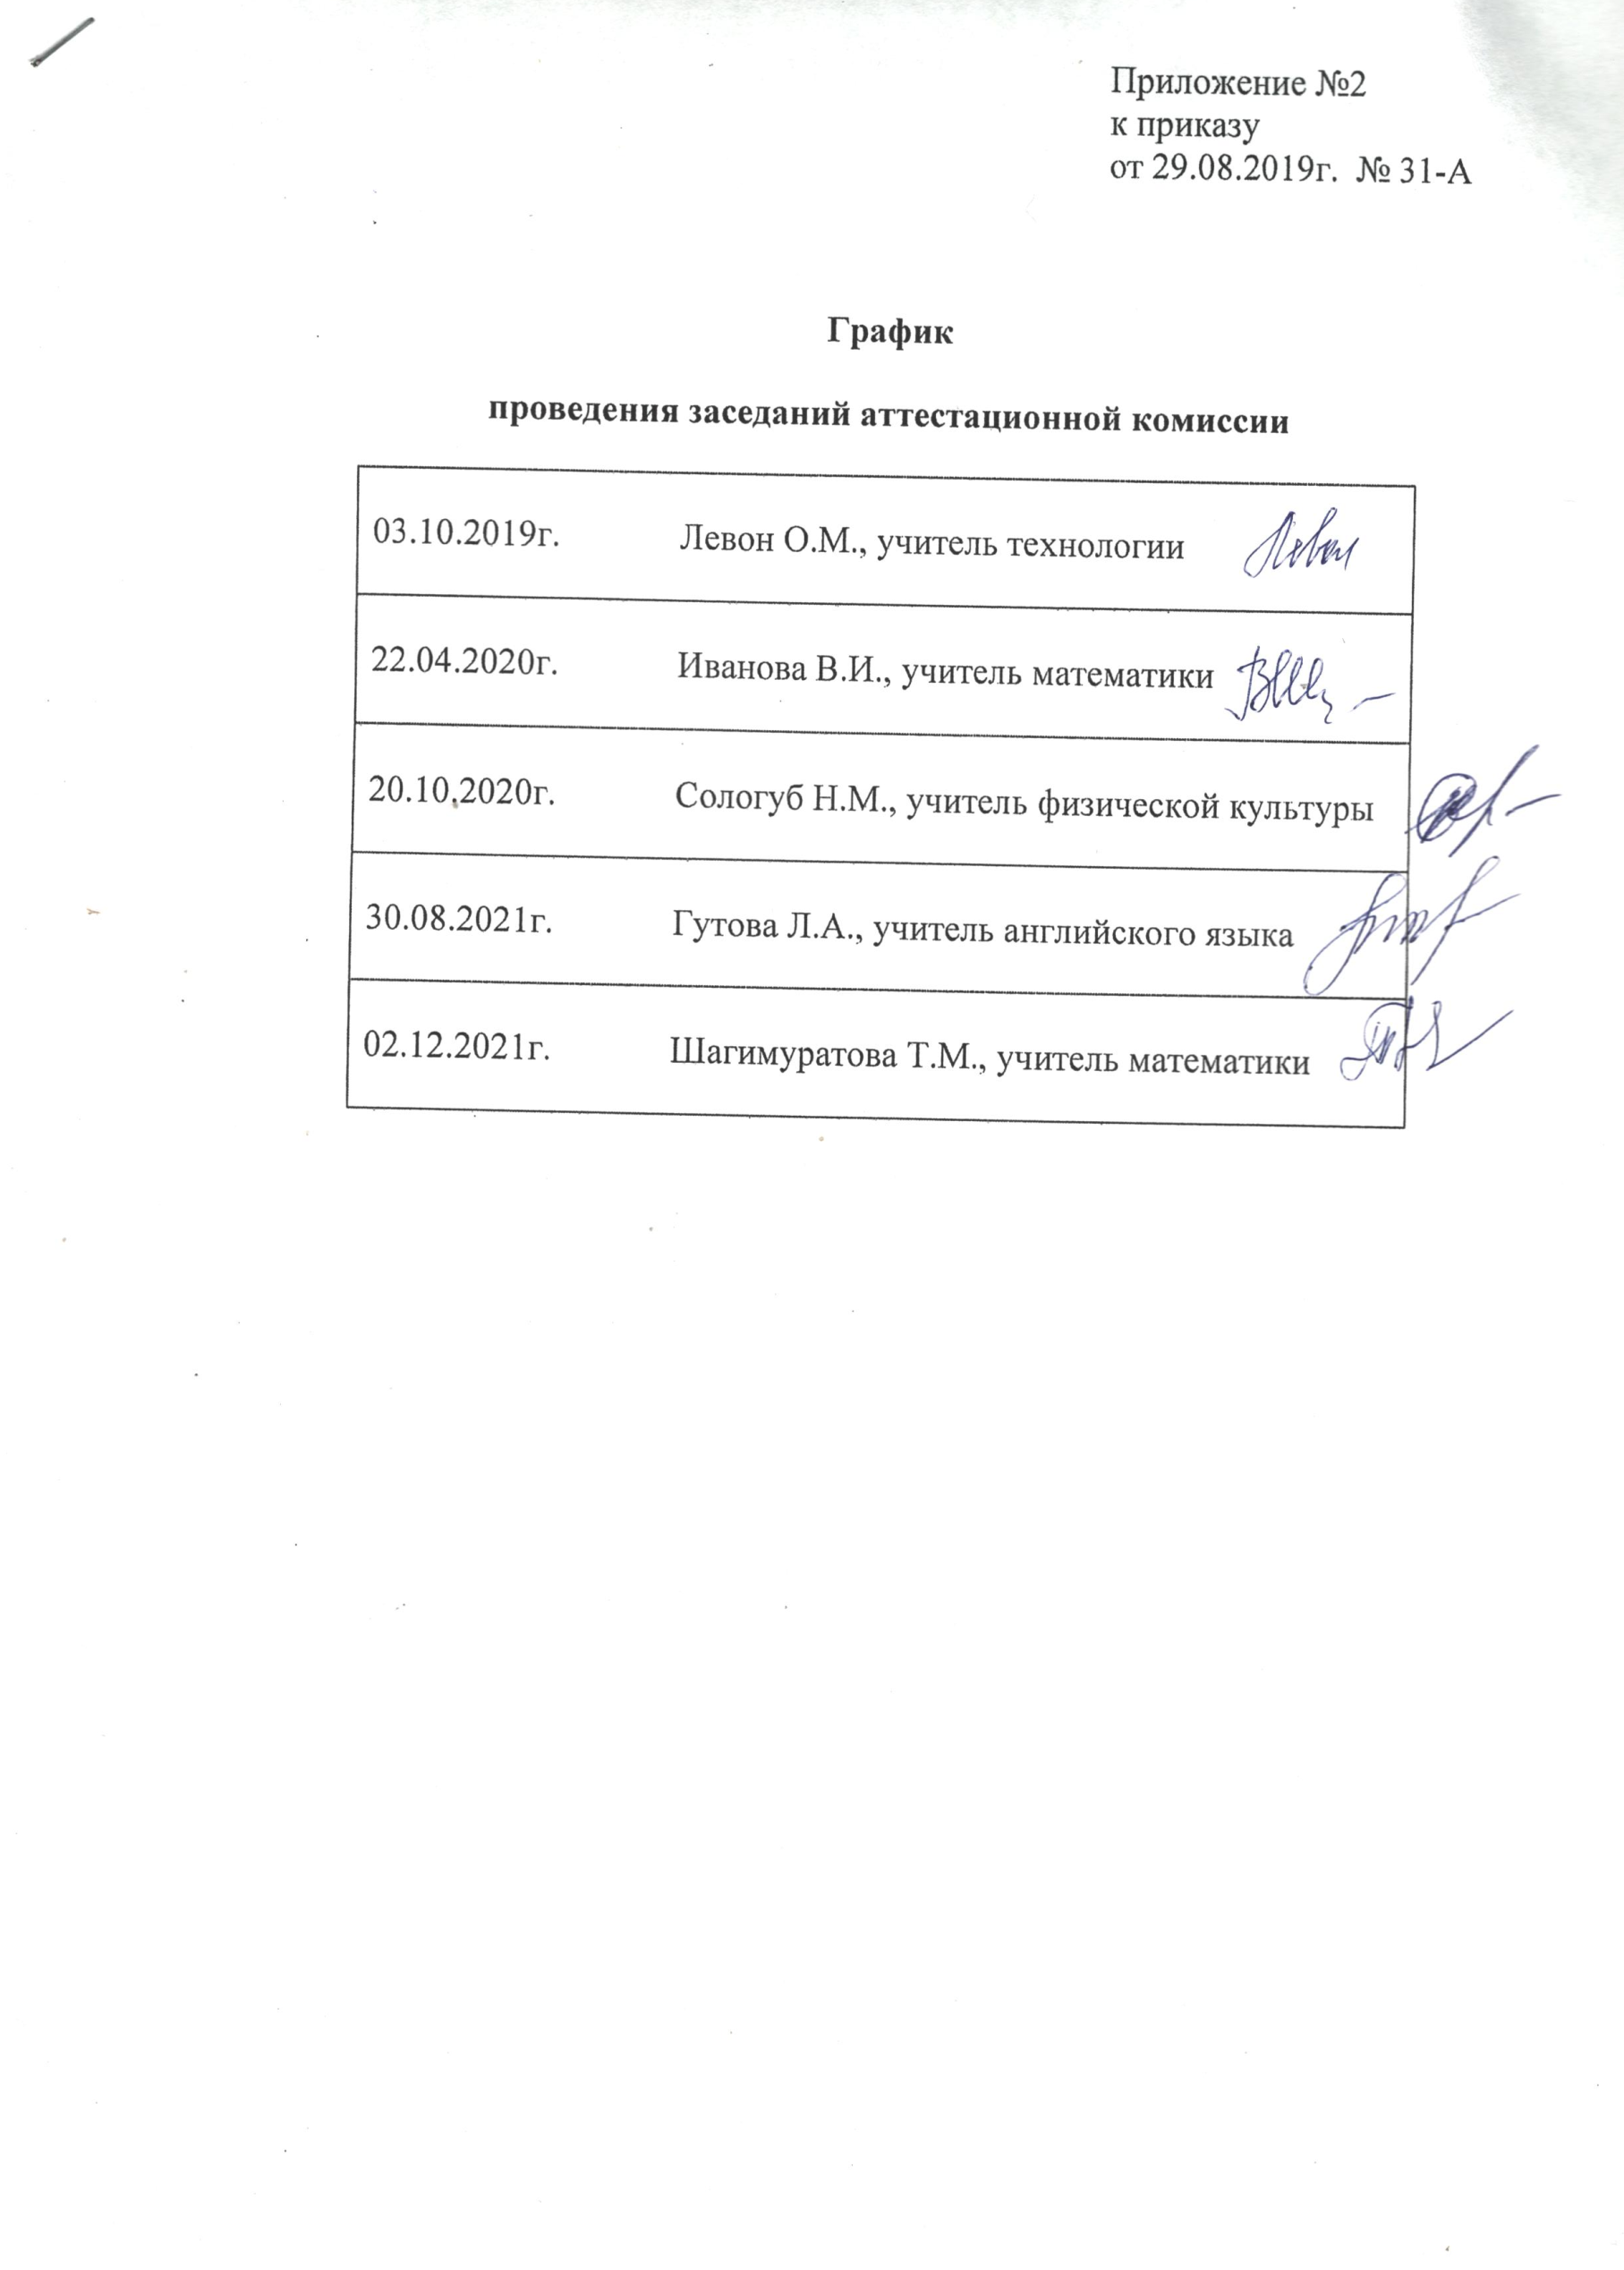 Приложение №2
к приказу
от 29.08.2019г. № 31-А
График
проведения заседаний аттестационной комиссии
03.10.2019г. Левон О.М., учитель технологии Левон
22.04.2020г. Иванова В.И., учитель математики
20.10.2020г. Сологуб Н.М., учитель физической культуры
30.08.2021г. Гутова Л.А., учитель английского языка
02.12.2021г. Шагимуратова Т.М., учитель математики